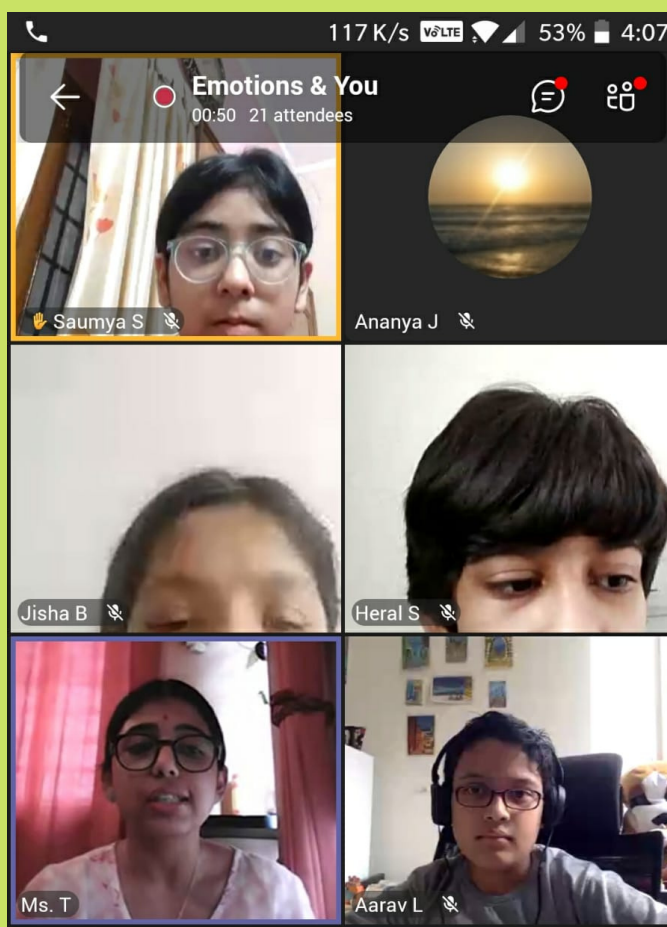 117 K/s VoLTE 53% 4:07
Emotions & You
00:50 21 attendees
Saumya S
Ananya J
Jisha B
Heral S
Ms. T
Aarav L